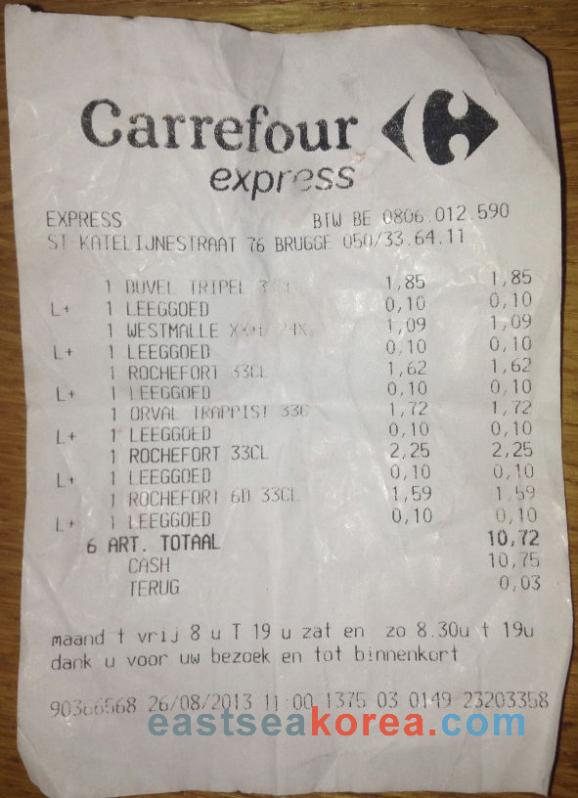 Carrefour
express
EXPRESS BTW BE 0806.012.590
ST-KATELIJNESTRAAT 76 BRUGGE 050/33.64.11
1 DUVEL TRIPEL 1,85 1,85
L+ 1 LEEGGOED 0,10 0,10
1 WESTMALLE 1,09 1,09
L+ 1 LEEGGOED 0,10 0,10
1 ROCHEFORT 33CL 1,62 1,62
L+ 1 LEEGGOED 0,10 0,10
1 ORVAL TRAPPIST 33C 1,72 1,72
L+ 1 LEEGGOED 0,10 0,10
1 ROCHEFORT 33CL 2,25 2,25
L+ 1 LEEGGOED 0,10 0,10
1 ROCHEFORT 6D 33CL 1,59 1,59
L+ 1 LEEGGOED 0,10 0,10
6 ART. TOTAAL 10,72
CASH 10,75
TERUG 0,03
maand t vrij 8 u T 19 u zat en zo 8.30u t 19u
dank u voor uw bezoek en tot binnenkort
90366568 26/08/2013 11:00 1375 03 0149 23203358
eastseakorea.com